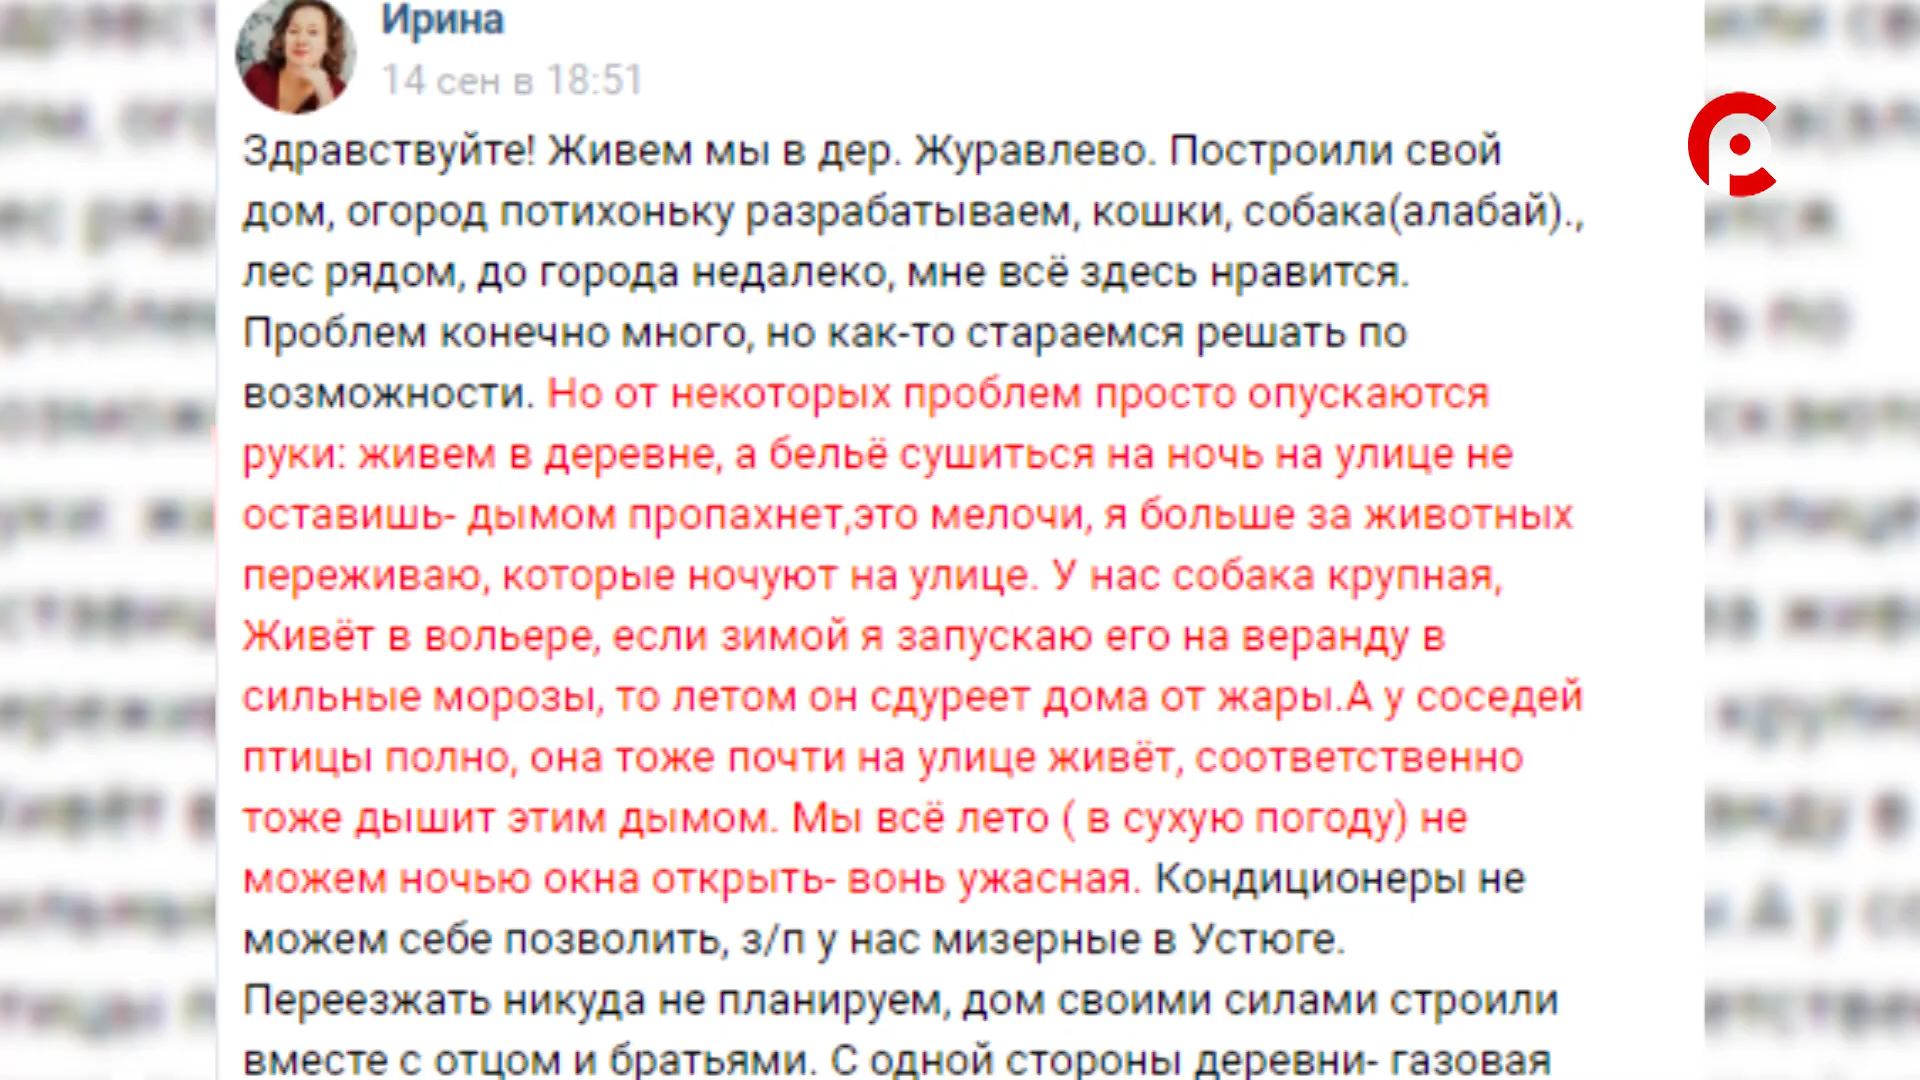 Ирина
14 сен в 18:51
Здравствуйте! Живем мы в дер. Журавлево. Построили свой
дом, огород потихоньку разрабатываем, кошки, собака(алабай).,
лес рядом, до города недалеко, мне всё здесь нравится.
Проблем конечно много, но как-то стараемся решать по
возможности. Но от некоторых проблем просто опускаются
руки: живем в деревне, а бельё сушиться на ночь на улице не
оставишь- дымом пропахнет,это мелочи, я больше за животных
переживаю, которые ночуют на улице. У нас собака крупная,
Живёт в вольере, если зимой я запускаю его на веранду в
сильные морозы, то летом он сдуреет дома от жары.А у соседей
птицы полно, она тоже почти на улице живёт, соответственно
тоже дышит этим дымом. Мы всё лето ( в сухую погоду) не
можем ночью окна открыть- вонь ужасная. Кондиционеры не
можем себе позволить, з/п у нас мизерные в Устюге.
Переезжать никуда не планируем, дом своими силами строили
вместе с отцом и братьями. С одной стороны деревни- газовая